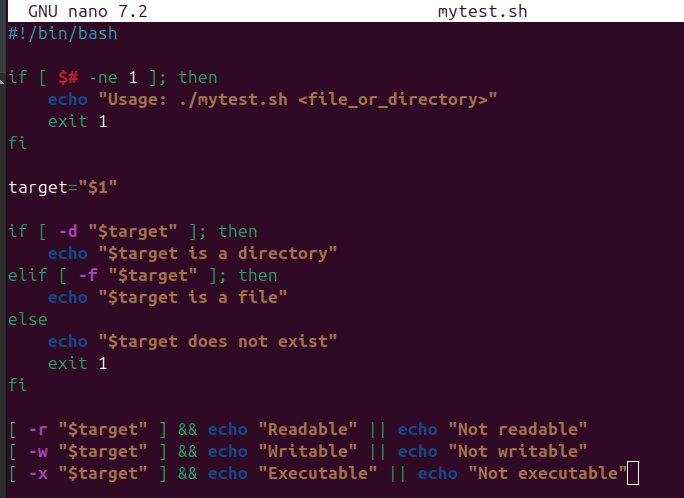 GNU nano 7.2 mytest.sh
#!/bin/bash
if [ $# -ne 1 ]; then
    echo "Usage: ./mytest.sh <file_or_directory>"
    exit 1
fi
target="$1"
if [ -d "$target" ]; then
    echo "$target is a directory"
elif [ -f "$target" ]; then
    echo "$target is a file"
else
    echo "$target does not exist"
    exit 1
fi
[ -r "$target" ] && echo "Readable" || echo "Not readable"
[ -w "$target" ] && echo "Writable" || echo "Not writable"
[ -x "$target" ] && echo "Executable" || echo "Not executable"